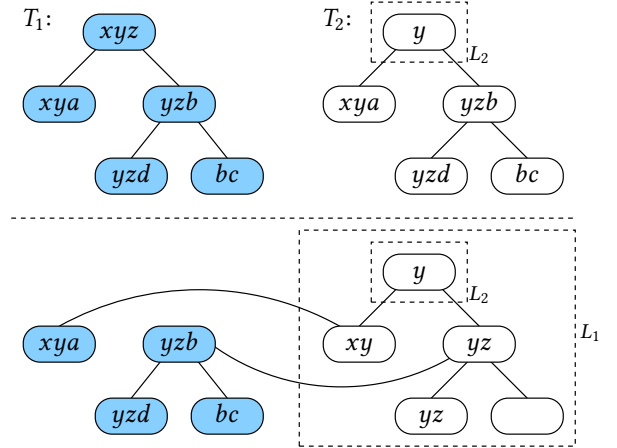 T₁: xyz T₂: y
L₂
xya yzb xya yzb
yzd bc yzd bc
y
L₂
xya yzb xy yz L₁
yzd bc yz